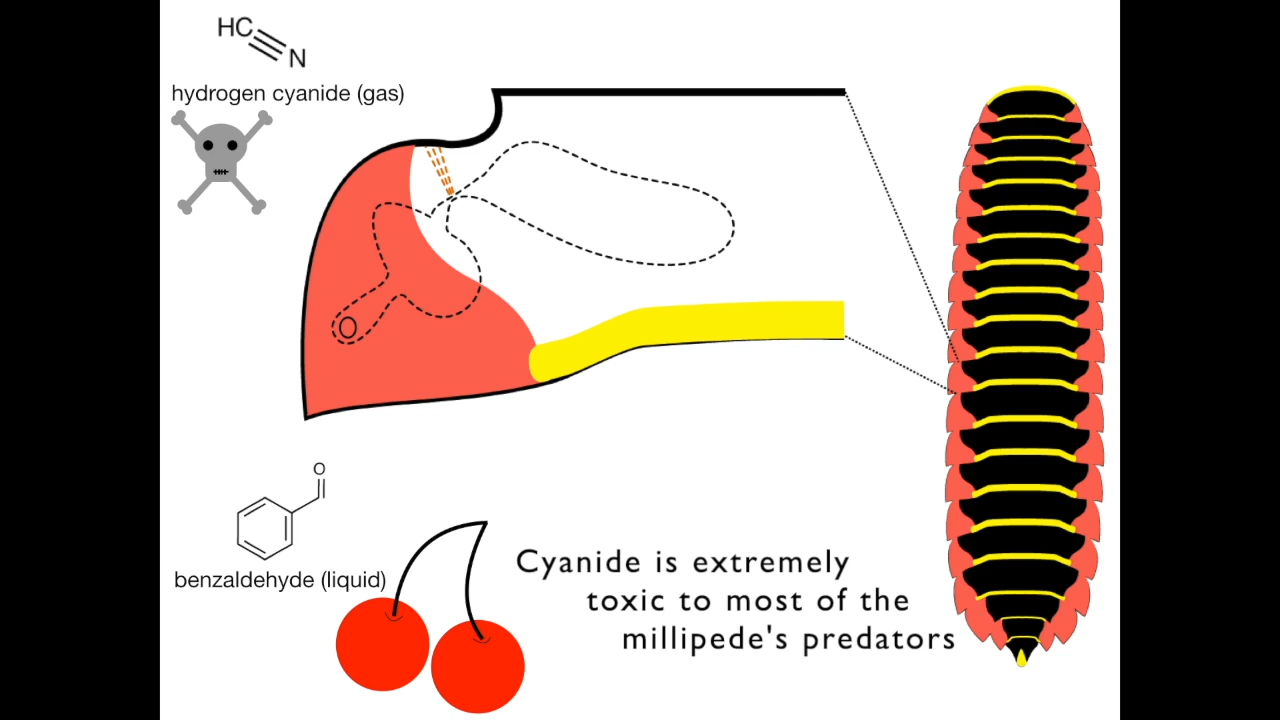 HC
N
hydrogen cyanide (gas)
O
O
benzaldehyde (liquid)
Cyanide is extremely
toxic to most of the
millipede's predators